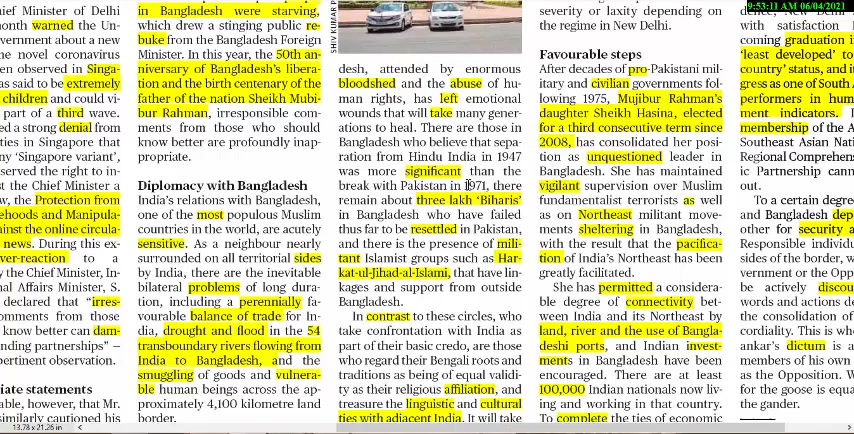 ief Minister of Delhi
onth warned the Un-
vernment about a new
e novel coronavirus
en observed in Singa-
as said to be extremely
children and could vi-
part of a third wave.
ed a strong denial from
ties in Singapore that
ny ‘Singapore variant’,
served the right to in-
st the Chief Minister a
w, the Protection from
ehoods and Manipula-
ainst the online circula-
news. During this ex-
ver-reaction to a
y the Chief Minister, In-
nal Affairs Minister, S.
declared that “irres-
omments from those
know better can dam-
nding partnerships” —
pertinent observation.
iate statements
able, however, that Mr.
similarly cautioned his
in Bangladesh were starving,
which drew a stinging public re-
buke from the Bangladesh Foreign
Minister. In this year, the 50th an-
niversary of Bangladesh’s libera-
tion and the birth centenary of the
father of the nation Sheikh Mubi-
bur Rahman, irresponsible com-
ments from those who should
know better are profoundly inap-
propriate.
Diplomacy with Bangladesh
India’s relations with Bangladesh,
one of the most populous Muslim
countries in the world, are acutely
sensitive. As a neighbour nearly
surrounded on all territorial sides
by India, there are the inevitable
bilateral problems of long dura-
tion, including a perennially fa-
vourable balance of trade for In-
dia, drought and flood in the 54
transboundary rivers flowing from
India to Bangladesh, and the
smuggling of goods and vulnera-
ble human beings across the ap-
proximately 4,100 kilometre land
border.
SHIV KUMAR P
desh, attended by enormous
bloodshed and the abuse of hu-
man rights, has left emotional
wounds that will take many gener-
ations to heal. There are those in
Bangladesh who believe that sepa-
ration from Hindu India in 1947
was more significant than the
break with Pakistan in 1971, there
remain about three lakh ‘Biharis’
in Bangladesh who have failed
thus far to be resettled in Pakistan,
and there is the presence of mili-
tant Islamist groups such as Har-
kat-ul-Jihad-al-Islami, that have lin-
kages and support from outside
Bangladesh.
In contrast to these circles, who
take confrontation with India as
part of their basic credo, are those
who regard their Bengali roots and
traditions as being of equal validi-
ty as their religious affiliation, and
treasure the linguistic and cultural
ties with adjacent India. It will take
severity or laxity depending on
the regime in New Delhi.
Favourable steps
After decades of pro-Pakistani mil-
itary and civilian governments fol-
lowing 1975, Mujibur Rahman’s
daughter Sheikh Hasina, elected
for a third consecutive term since
2008, has consolidated her posi-
tion as unquestioned leader in
Bangladesh. She has maintained
vigilant supervision over Muslim
fundamentalist terrorists as well
as on Northeast militant move-
ments sheltering in Bangladesh,
with the result that the pacifica-
tion of India’s Northeast has been
greatly facilitated.
She has permitted a considera-
ble degree of connectivity bet-
ween India and its Northeast by
land, river and the use of Bangla-
deshi ports, and Indian invest-
ments in Bangladesh have been
encouraged. There are at least
100,000 Indian nationals now liv-
ing and working in that country.
To complete the ties of economic
9:53:11 AM 06/04/2021
with satisfaction
coming graduation
‘least developed’ to
country’ status, and it
gress as one of South A
performers in hum
ment indicators.
membership of the A
Southeast Asian Nati
Regional Comprehens
ic Partnership cann
out.
To a certain degree
and Bangladesh dep
other for security a
Responsible individu
sides of the border, w
vernment or the Opp
be actively discou
words and actions de
the consolidation of
cordiality. This is whe
ankar’s dictum is a
members of his own
as the Opposition. W
for the goose is equa
the gander.
13.78 x 21.26 in